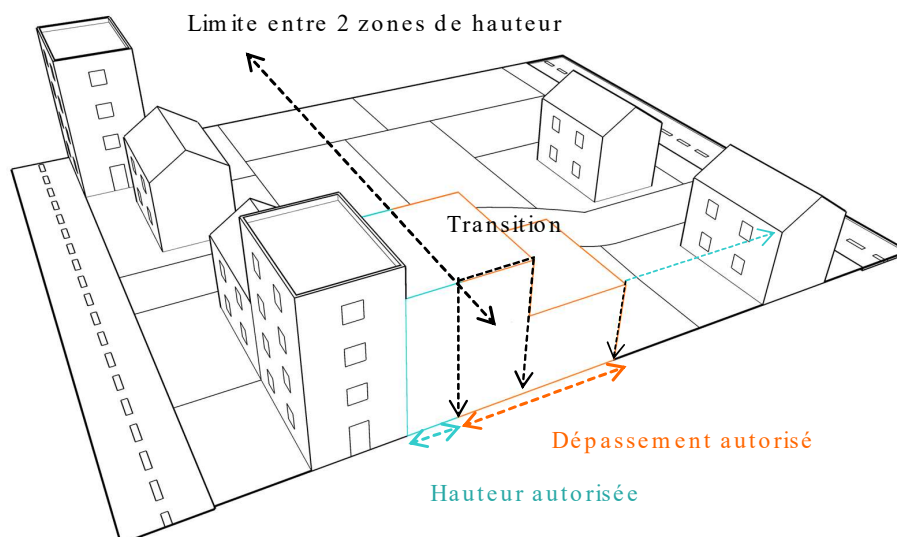 Limite entre 2 zones de hauteur
Transition
Dépassement autorisé
Hauteur autorisée